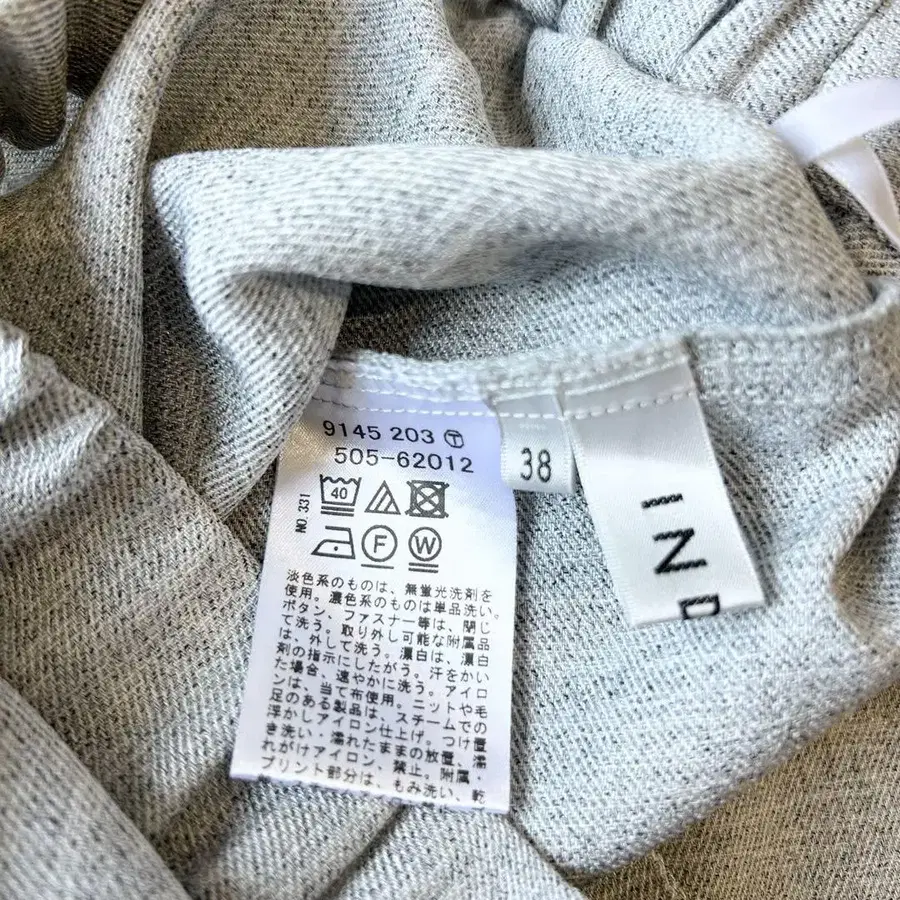 9145 203 Ⓣ
505-62012
NO. 331
40
F
W
淡色系のものは、無蛍光洗剤を
使用。濃色系のものは単品洗い。
ボタン、ファスナー等は、閉じ
て洗う。取り外し可能な附属品
は、外して洗う。漂白は、漂白
剤の指示にしたがう。汗をかい
た場合、速やかに洗う。アイロ
ンは、当て布使用。ニットや毛
足のある製品は、スチームでの
浮かしアイロン仕上げ。つけ置
き洗い・濡れたままの放置、濡
れがけアイロン、禁止。附属・
プリント部分は、もみ洗い、乾
38
IND